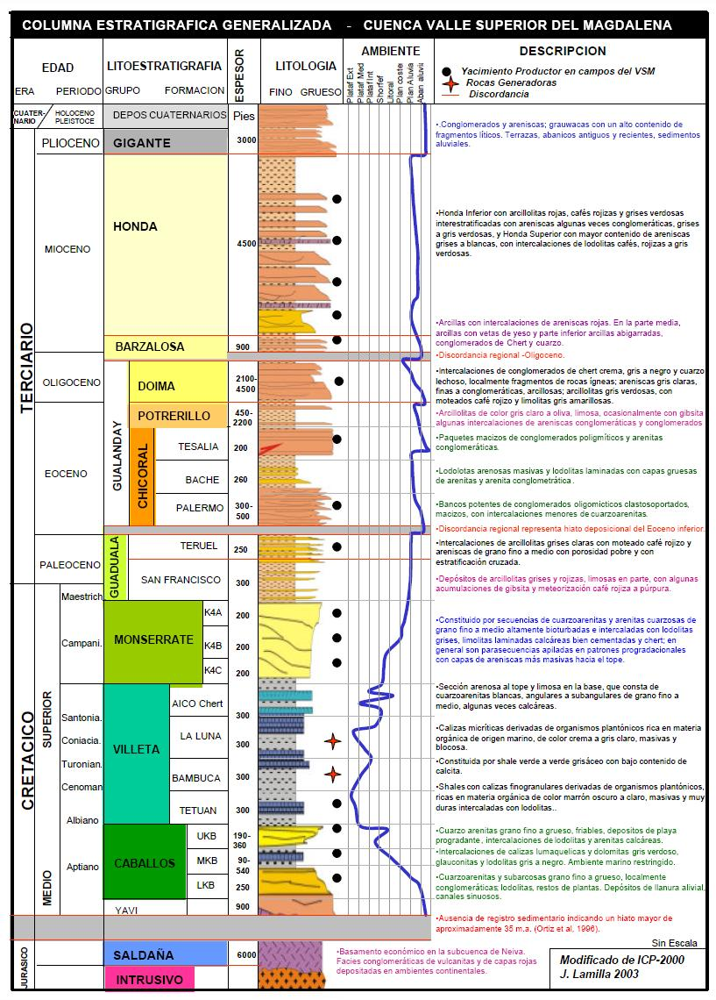 COLUMNA ESTRATIGRAFICA GENERALIZADA - CUENCA VALLE SUPERIOR DEL MAGDALENA
EDAD
ERA PERIODO
LITOESTRATIGRAFIA
GRUPO FORMACION
ESPESOR
LITOLOGIA
FINO GRUESO
AMBIENTE
Plataf Ext
Plataf Med
Plataf Int
Litoral
Plan coste
Plan Aluvia
Aban aluvia
DESCRIPCION
Yacimiento Productor en campos del VSM
Rocas Generadoras
Discordancia
CUATER-
NARIO
HOLOCENO
PLEISTOCE
DEPOS CUATERNARIOS
Pies
TERCIARIO
PLIOCENO
GIGANTE
3000
•.Conglomerados y areniscas; grauwacas con un alto contenido de
fragmentos líticos. Terrazas, abanicos antiguos y recientes, sedimentos
aluviales.
MIOCENO
HONDA
4500
•Honda Inferior con arcillolitas rojas, cafés rojizas y grises verdosas
interestratificadas con areniscas algunas veces conglomeráticas, grises
a gris verdosas, y Honda Superior con mayor contenido de areniscas
grises a blancas, con intercalaciones de lodolitas cafés, rojizas a gris
verdosas.
BARZALOSA
900
•Arcillas con intercalaciones de areniscas rojas. En la parte media,
arcillas con vetas de yeso y parte inferior arcillas abigarradas,
conglomerados de Chert y cuarzo.
•Discordancia regional -Oligoceno.
OLIGOCENO
GUALANDAY
DOIMA
2100-
4500
•Intercalaciones de conglomerados de chert crema, gris a negro y cuarzo
lechoso, localmente fragmentos de rocas ígneas; areniscas gris claras,
finas a conglomeráticas, arcillosas; arcillolitas gris verdosas, con
moteados café rojizo y limolitas gris amarillosas.
POTRERILLO
450-
2200
•Arcillolitas de color gris claro a oliva, limosa, ocasionalmente con gibsita
algunas intercalaciones de areniscas conglomeráticas y conglomerados
EOCENO
CHICORAL
TESALIA
200
•Paquetes macizos de conglomerados poligmíticos y arenitas
conglomeráticas.
BACHE
260
•Lodolotas arenosas masivas y lodolitas laminadas con capas gruesas
de arenitas y arenita conglometrática.
PALERMO
300-
500
•Bancos potentes de conglomerados oligomicticos clastosoportados,
macizos, con intercalaciones menores de cuarzoarenitas.
•Discordancia regional representa hiato deposicional del Eoceno inferior.
PALEOCENO
GUADUALA
TERUEL
250
•Intercalaciones de arcillolitas grises claras con moteado café rojizo y
areniscas de grano fino a medio con porosidad pobre y con
estratificación cruzada.
SAN FRANCISCO
300
•Depósitos de arcillolitas grises y rojizas, limosas en parte, con algunas
acumulaciones de gibsita y meteorización café rojiza a púrpura.
CRETACICO
SUPERIOR
Maestrich
Campani.
MONSERRATE
K4A
200
K4B
200
K4C
200
•Constituido por secuencias de cuarzoarenitas y arenitas cuarzosas de
grano fino a medio altamente bioturbadas e intercaladas con lodolitas
grises, limolitas laminadas calcáreas bien cementadas y chert; en
general son parasecuencias apiladas en patrones progradacionales
con capas de areniscas más masivas hacia el tope.
Santonia.
Coniacia.
Turonian.
Cenoman
Albiano
VILLETA
AICO Chert
300
•Sección arenosa al tope y limosa en la base, que consta de
cuarzoarenitas blancas, angulares a subangulares de grano fino a
medio, algunas veces calcáreas.
LA LUNA
300
•Calizas micríticas derivadas de organismos plantónicos rica en materia
orgánica de origen marino, de color crema a gris claro, masivas y
blocosa.
BAMBUCA
300
•Constituida por shale verde a verde grisáceo con bajo contenido de
calcita.
TETUAN
300
•Shales con calizas finogranulares derivadas de organismos plantónicos,
ricas en materia orgánica de color marrón oscuro a claro, masivas y muy
duras intercaladas con lodolitas..
MEDIO
Aptiano
CABALLOS
UKB
190-
360
•Cuarzo arenitas grano fino a grueso, friables, depositos de playa
progradante, intercalaciones de lodolitas y arenitas calcáreas.
MKB
90-
540
•Intercalaciones de calizas lumaquelicas y dolomitas gris verdoso,
glauconitas y lodolitas gris a negro. Ambiente marino restringido.
LKB
250
•Cuarzoarenitas y subarcosas grano fino a grueso, localmente
conglomeráticas; lodolitas, restos de plantas. Depósitos de llanura alivial,
canales sinuosos.
YAVI
900
•Ausencia de registro sedimentario indicando un hiato mayor de
aproximadamente 35 m.a. (Ortiz et al, 1996).
Sin Escala
JURASICO
SALDAÑA
6000
•Basamento económico en la subcuenca de Neiva.
Facies conglomeráticas de vulcanitas y de capas rojas
depositadas en ambientes continentales.
INTRUSIVO
Modificado de ICP-2000
J. Lamilla 2003